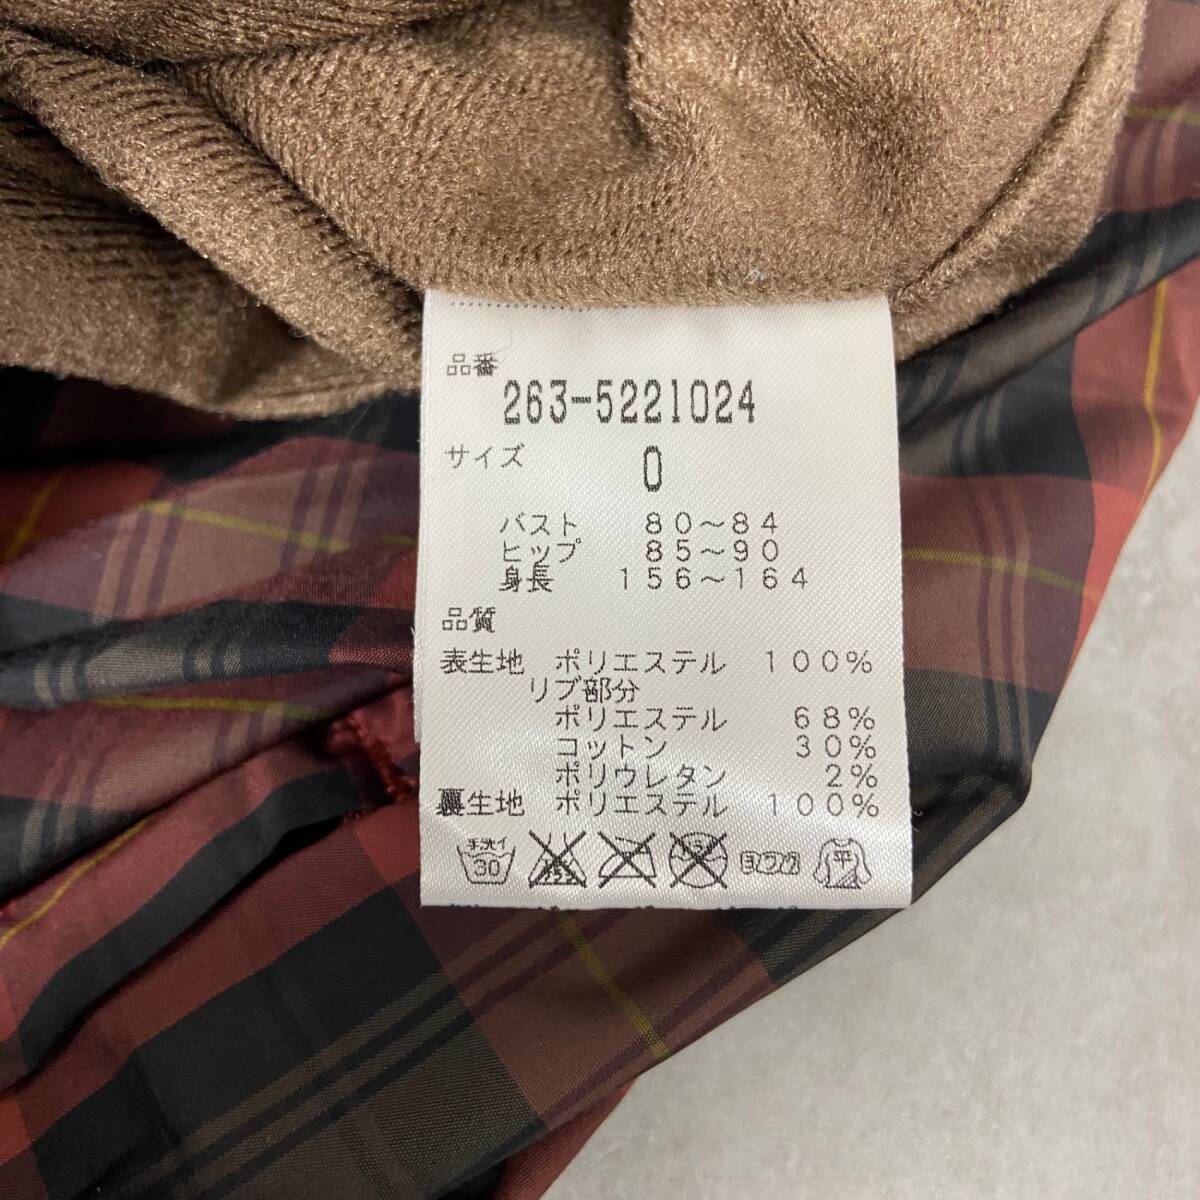 品番
263-5221024
サイズ 0
バスト 80～84
ヒップ 85～90
身長 156～164
品質
表生地 ポリエステル 100%
リブ部分
ポリエステル 68%
コットン 30%
ポリウレタン 2%
裏生地 ポリエステル 100%
手洗イ 30 ヨワク 平